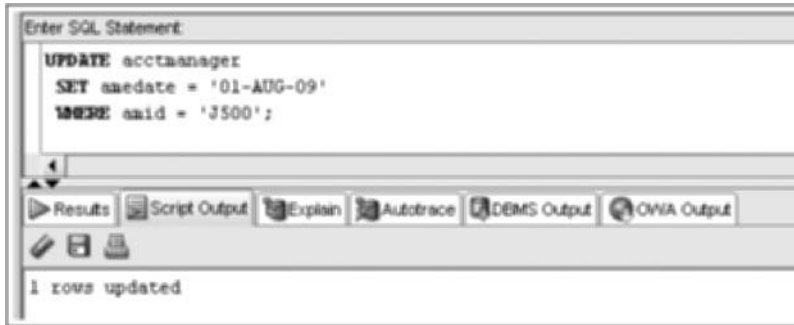 Enter SQL Statement:
UPDATE acctmanager
SET amedate = '01-AUG-09'
WHERE amid = 'J500';
Results Script Output Explain Autotrace DBMS Output OWA Output
1 rows updated